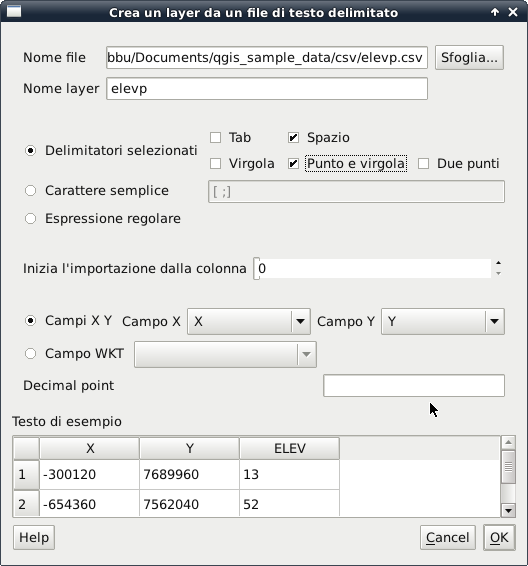 Crea un layer da un file di testo delimitato
Nome file bbu/Documents/qgis_sample_data/csv/elevp.csv Sfoglia...
Nome layer elevp
Delimitatori selezionati Tab Spazio
Virgola Punto e virgola Due punti
Carattere semplice [ ;]
Espressione regolare
Inizia l'importazione dalla colonna 0
Campi X Y Campo X X Campo Y Y
Campo WKT
Decimal point
Testo di esempio
X Y ELEV
1 -300120 7689960 13
2 -654360 7562040 52
Help Cancel OK